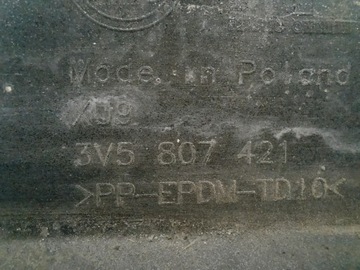 Made in Poland
3V5 807 421
>PP-EPDM-TD10<